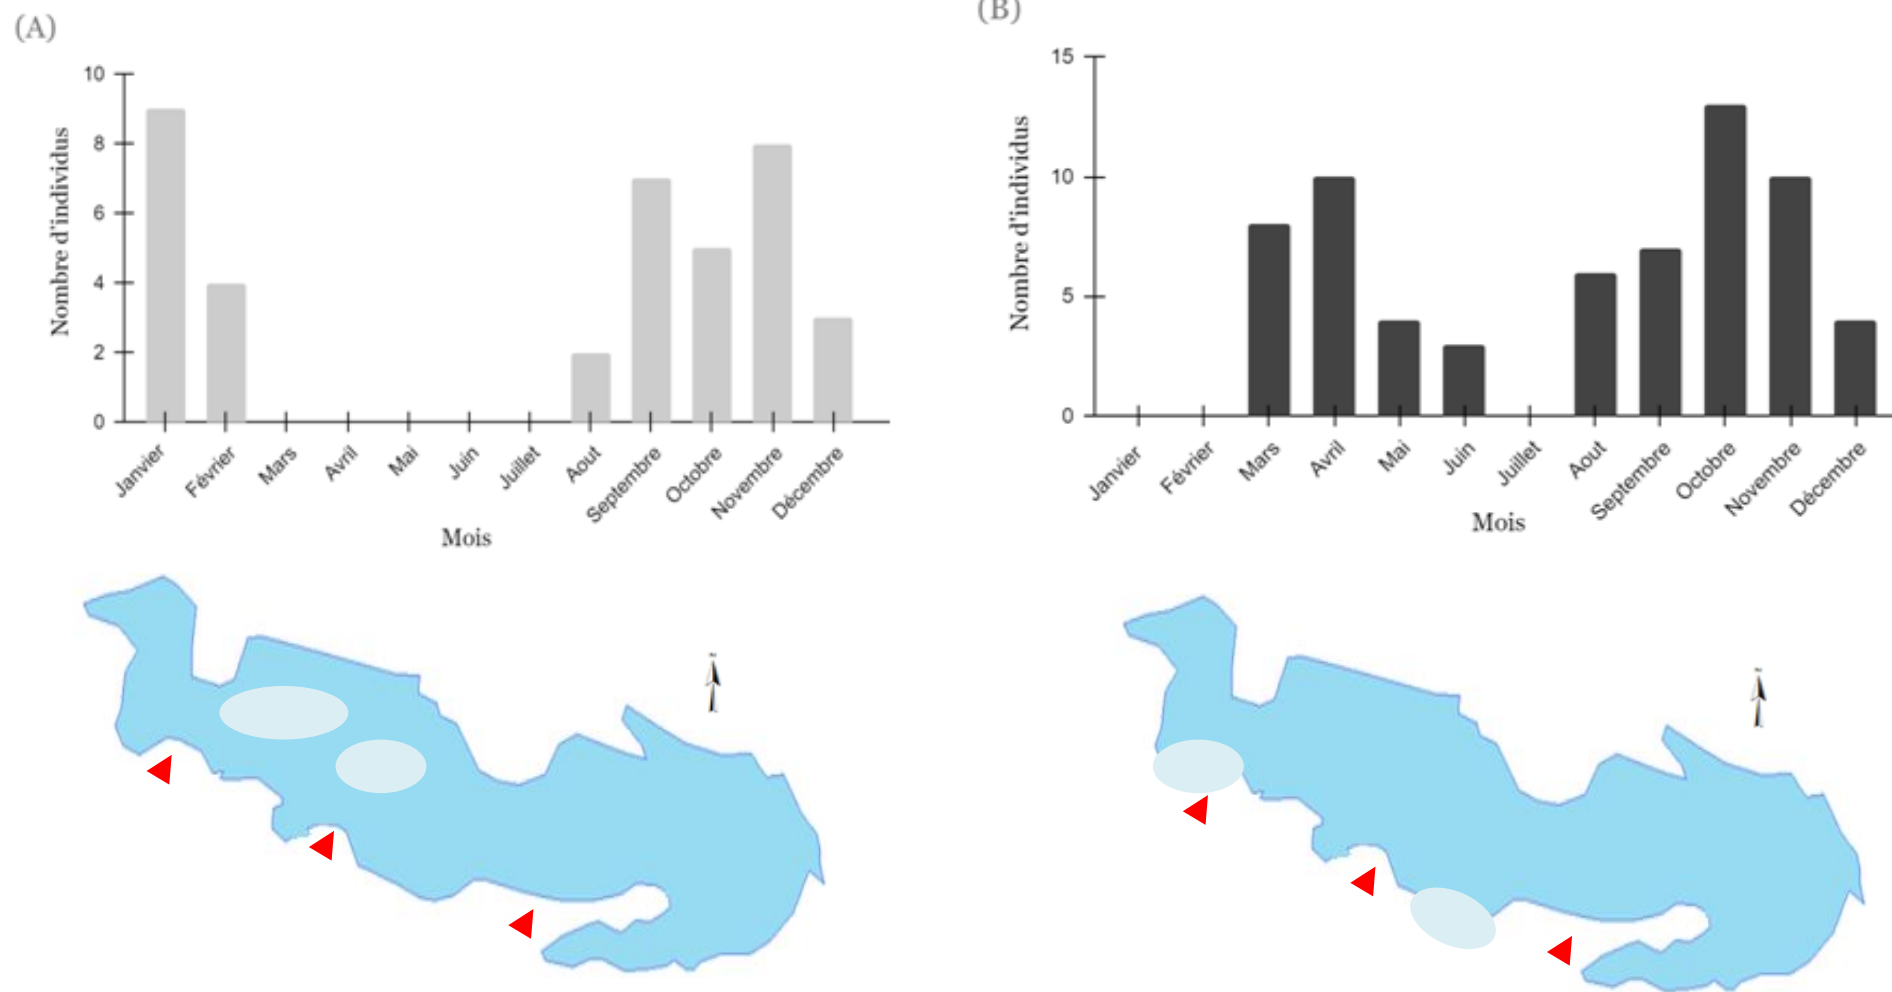 (A)
10
8
6
4
2
0
Nombre d'individus
Janvier
Février
Mars
Avril
Mai
Juin
Juillet
Aout
Septembre
Octobre
Novembre
Décembre
Mois
(B)
15
10
5
0
Nombre d'individus
Janvier
Février
Mars
Avril
Mai
Juin
Juillet
Aout
Septembre
Octobre
Novembre
Décembre
Mois